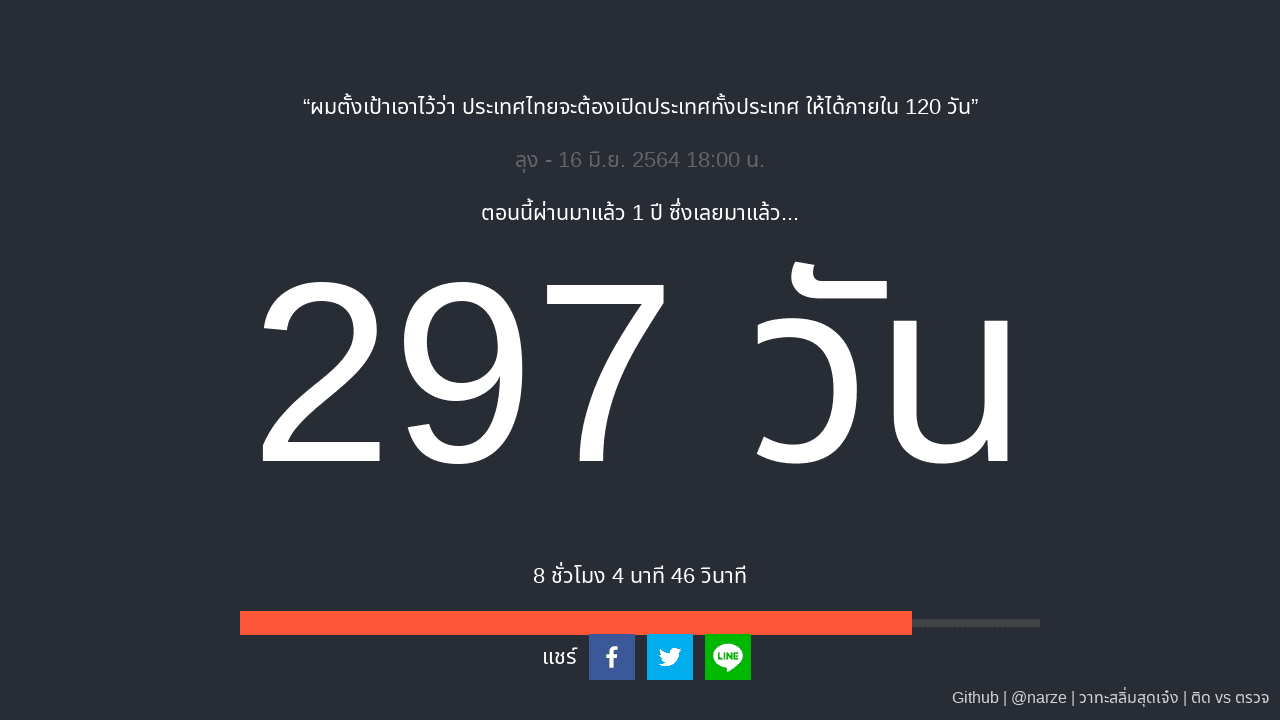 “ผมตั้งเป้าเอาไว้ว่า ประเทศไทยจะต้องเปิดประเทศทั้งประเทศ ให้ได้ภายใน 120 วัน”
ลุง - 16 มิ.ย. 2564 18:00 น.
ตอนนี้ผ่านมาแล้ว 1 ปี ซึ่งเลยมาแล้ว...
297 วัน
8 ชั่วโมง 4 นาที 46 วินาที
แชร์
Github | @narze | วาทะสลิ่มสุดเจ๋ง | ติด vs ตรวจ